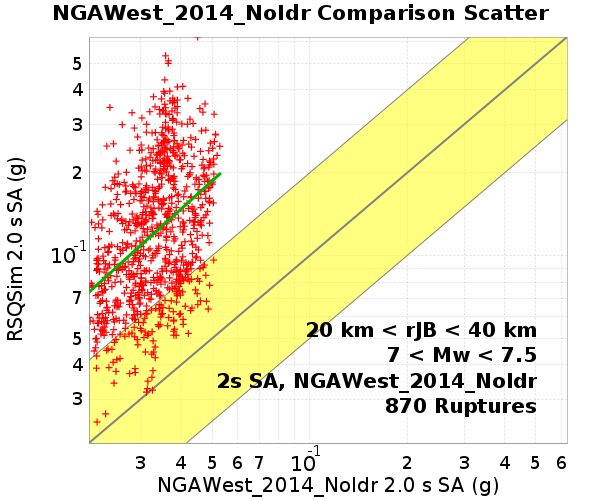 NGAWest_2014_NoIdr Comparison Scatter
RSQSim 2.0 s SA (g)
5
4
3
2
10-1
7
5
4
3
20 km < rJB < 40 km
7 < Mw < 7.5
2s SA, NGAWest_2014_NoIdr
870 Ruptures
3 4 5 6 7 10-1 2 3 4 5 6
NGAWest_2014_NoIdr 2.0 s SA (g)